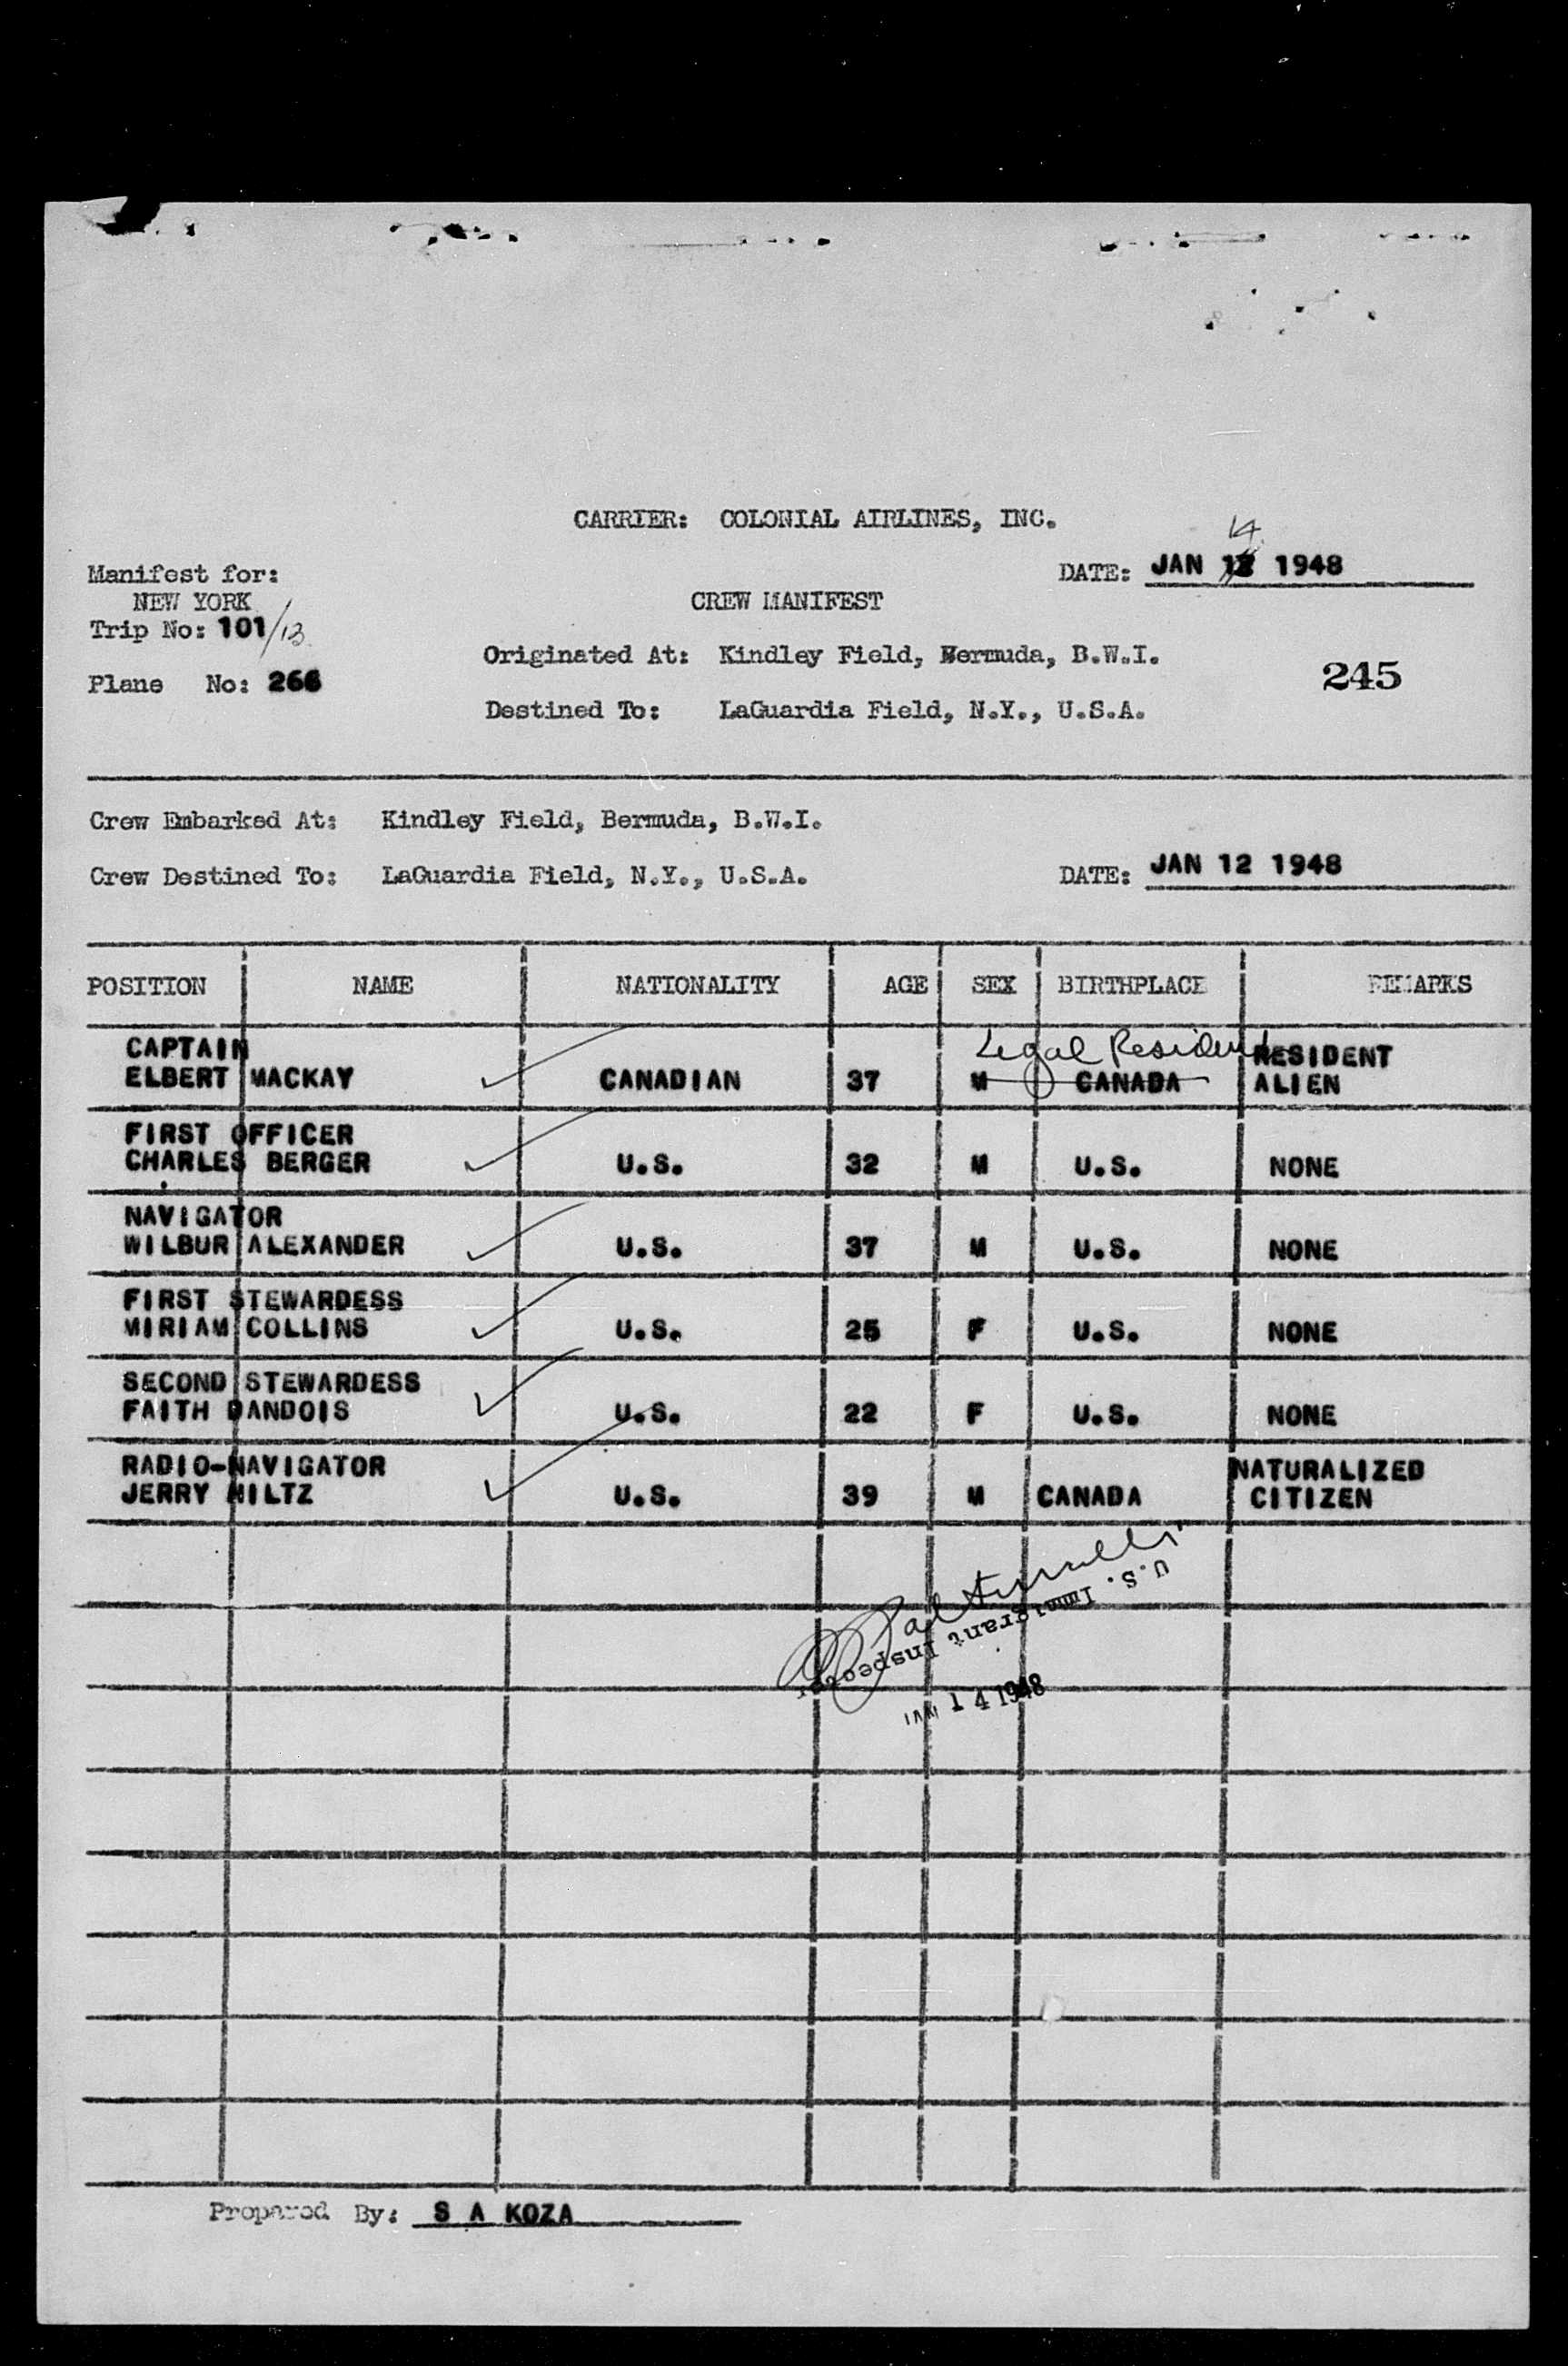 CARRIER: COLONIAL AIRLINES, INC.
14
Manifest for:
DATE: JAN 12 1948
NEW YORK
CREW MANIFEST
Trip No: 101/13
Originated At: Kindley Field, Bermuda, B.W.I.
245
Plane No: 266
Destined To: LaGuardia Field, N.Y., U.S.A.
Crew Embarked At: Kindley Field, Bermuda, B.W.I.
Crew Destined To: LaGuardia Field, N.Y., U.S.A. DATE: JAN 12 1948
POSITION NAME NATIONALITY AGE SEX BIRTHPLACE REMARKS
Legal Resident
CAPTAIN RESIDENT
ELBERT MACKAY CANADIAN 37 M CANADA ALIEN
FIRST OFFICER
CHARLES BERGER U.S. 32 M U.S. NONE
NAVIGATOR
WILBUR ALEXANDER U.S. 37 M U.S. NONE
FIRST STEWARDESS
MIRIAM COLLINS U.S. 25 F U.S. NONE
SECOND STEWARDESS
FAITH DANDOIS U.S. 22 F U.S. NONE
RADIO-NAVIGATOR NATURALIZED
JERRY HILTZ U.S. 39 M CANADA CITIZEN
U.S. Immigrant Inspector
JAN 14 1948
Prepared By: S A KOZA